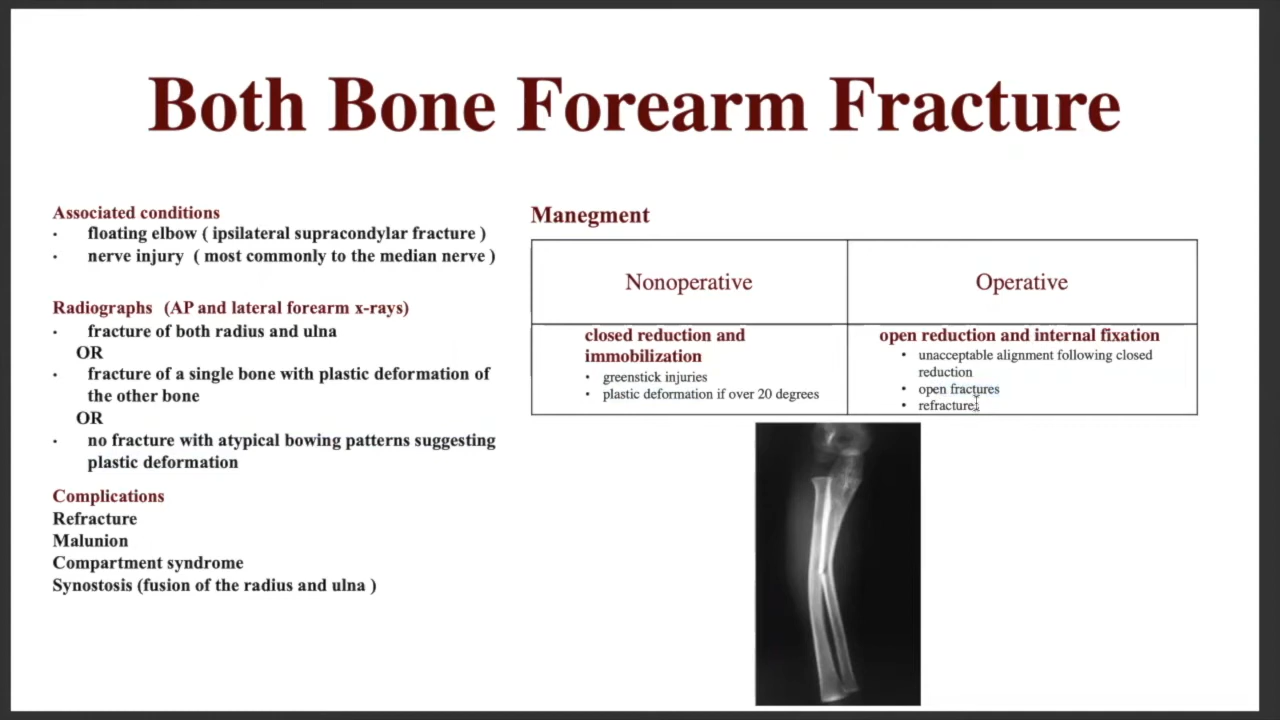 Both Bone Forearm Fracture
Associated conditions
· floating elbow ( ipsilateral supracondylar fracture )
· nerve injury ( most commonly to the median nerve )
Radiographs (AP and lateral forearm x-rays)
· fracture of both radius and ulna
OR
· fracture of a single bone with plastic deformation of
the other bone
OR
· no fracture with atypical bowing patterns suggesting
plastic deformation
Complications
Refracture
Malunion
Compartment syndrome
Synostosis (fusion of the radius and ulna )
Manegment
Nonoperative
Operative
closed reduction and
immobilization
• greenstick injuries
• plastic deformation if over 20 degrees
open reduction and internal fixation
• unacceptable alignment following closed
reduction
• open fractures
• refracture